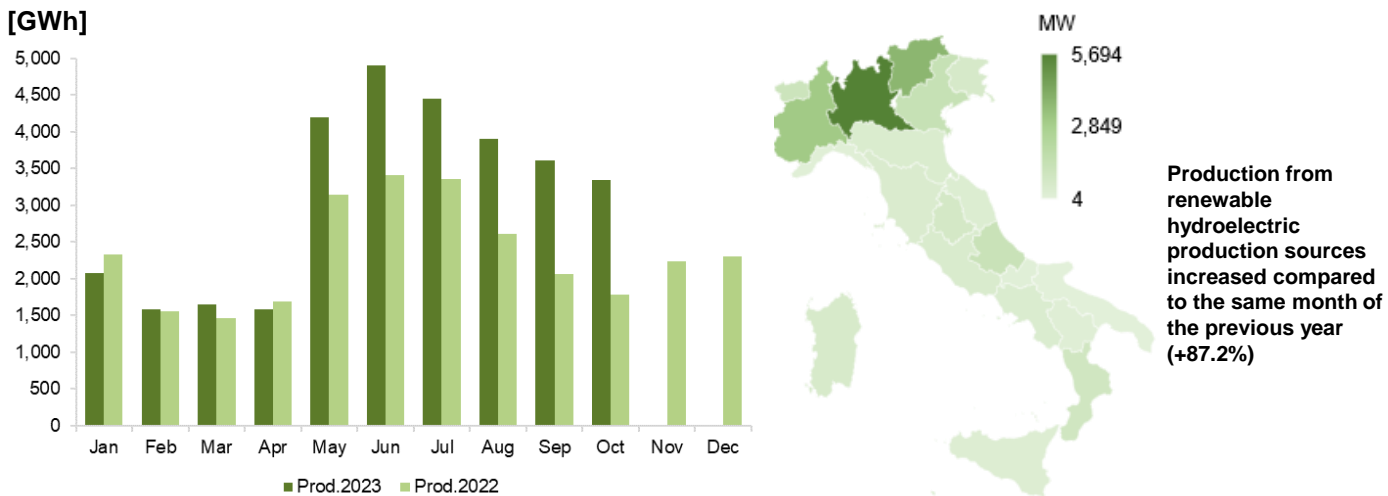 [GWh]
5,000
4,500
4,000
3,500
3,000
2,500
2,000
1,500
1,000
500
0
Jan Feb Mar Apr May Jun Jul Aug Sep Oct Nov Dec
Prod.2023 Prod.2022
MW
5,694
2,849
4
Production from
renewable
hydroelectric
production sources
increased compared
to the same month of
the previous year
(+87.2%)